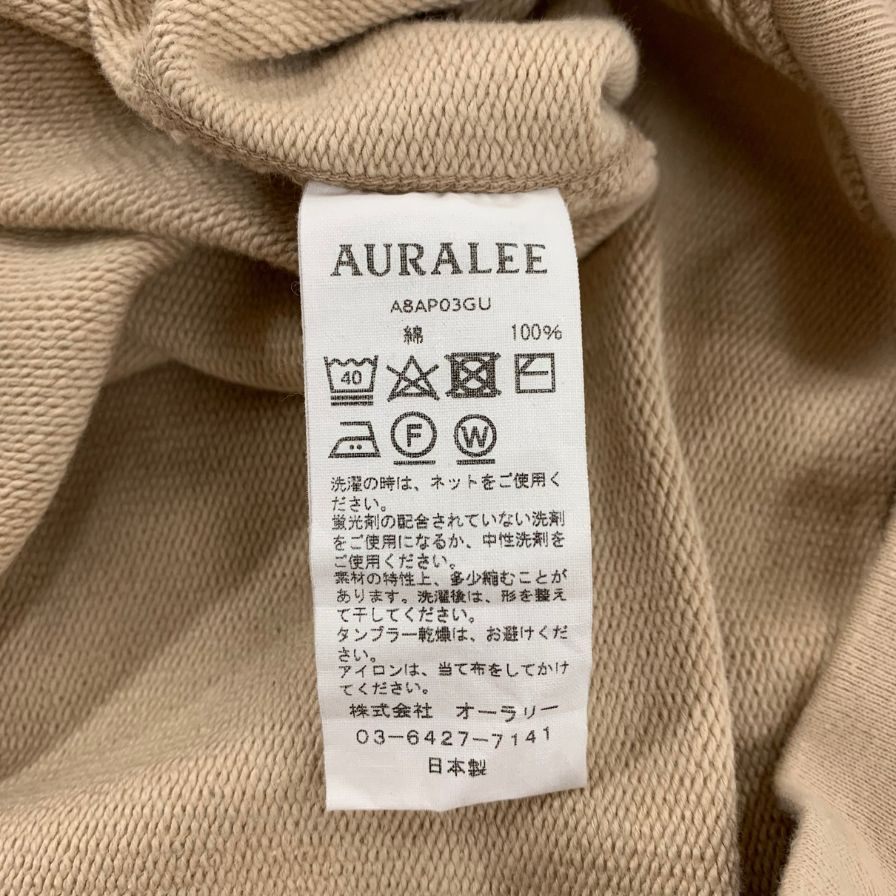 AURALEE
A8AP03GU
綿 100%
40
F W
洗濯の時は、ネットをご使用く
ださい。
蛍光剤の配合されていない洗剤
をご使用になるか、中性洗剤を
ご使用ください。
素材の特性上、多少縮むことが
あります。洗濯後は、形を整え
て干してください。
タンブラー乾燥は、お避けくだ
さい。
アイロンは、当て布をしてかけ
てください。
株式会社 オーラリー
03-6427-7141
日本製